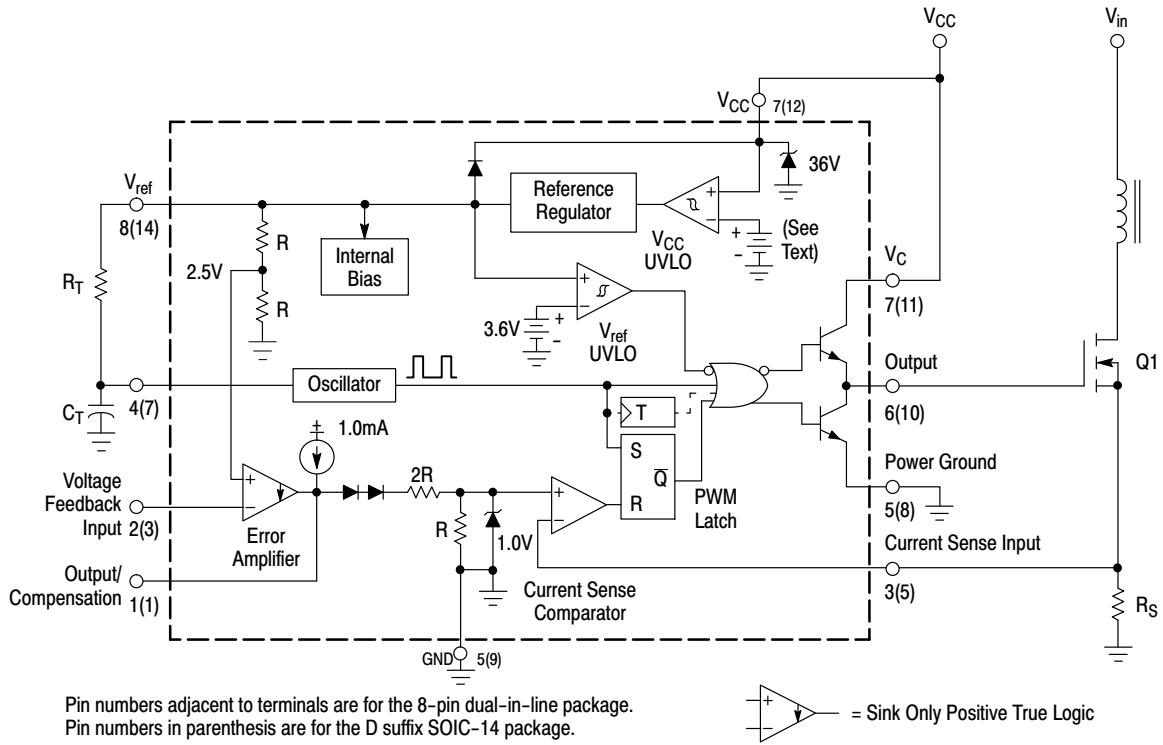 VCC
Vin
VCC 7(12)
36V
Vref
8(14)
Reference
Regulator
+
−
VCC
UVLO
+
-
(See
Text)
R
Internal
Bias
2.5V
RT
R
+
−
3.6V
+
-
Vref
UVLO
VC
7(11)
Oscillator
Output
6(10)
Q1
4(7)
CT
T
1.0mA
S
Q
R
PWM
Latch
Voltage
Feedback
Input 2(3)
+
−
Error
Amplifier
2R
R
1.0V
+
−
Current Sense
Comparator
Power Ground
5(8)
Current Sense Input
3(5)
RS
Output/
Compensation 1(1)
GND 5(9)
Pin numbers adjacent to terminals are for the 8-pin dual-in-line package.
Pin numbers in parenthesis are for the D suffix SOIC-14 package.
+
−
= Sink Only Positive True Logic